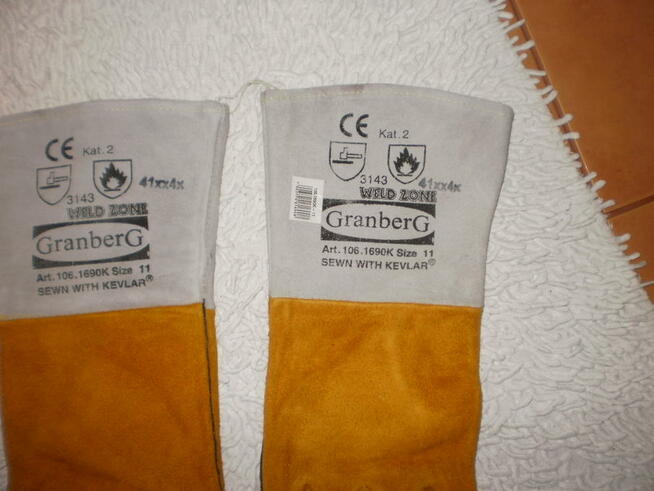 CE Kat. 2
3143 41xx4x
WELD ZONE
GranberG
Art. 106.1690K Size 11
SEWN WITH KEVLAR®
CE Kat. 2
3143 41xx4x
WELD ZONE
GranberG
Art. 106.1690K Size 11
SEWN WITH KEVLAR®